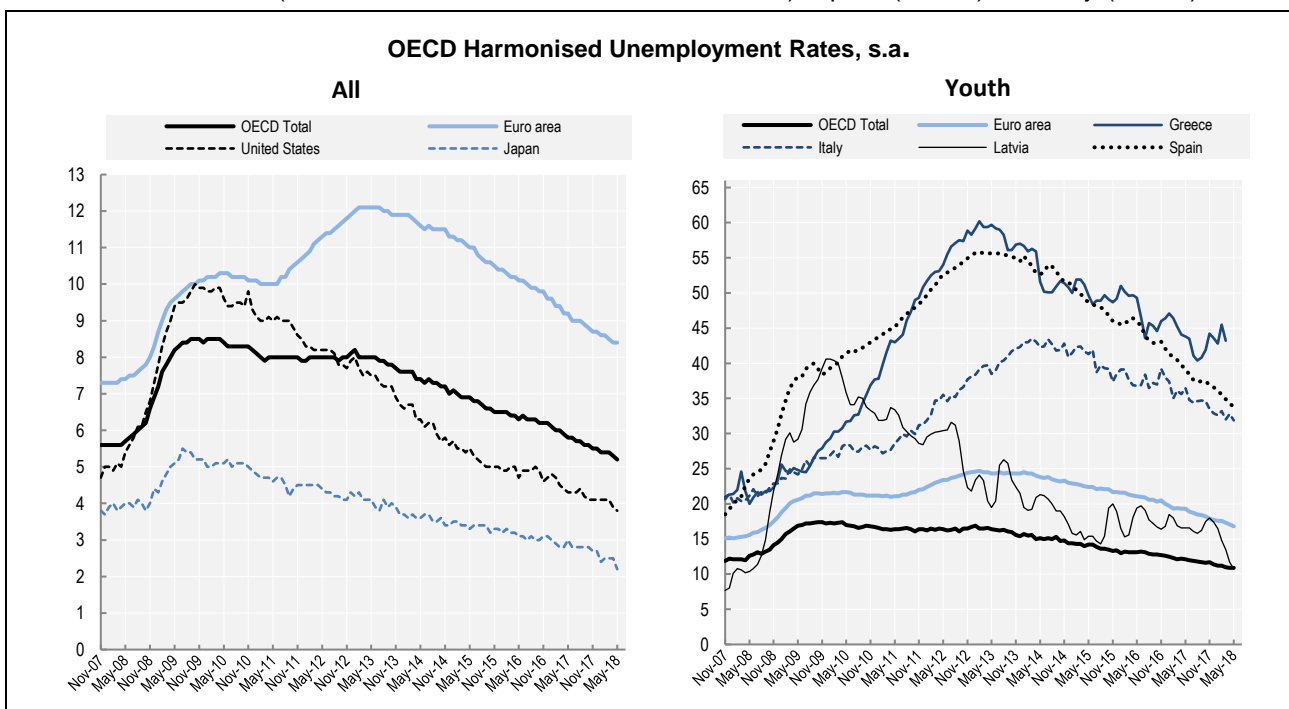 OECD Harmonised Unemployment Rates, s.a.
All
OECD Total
Euro area
United States
Japan
13
12
11
10
9
8
7
6
5
4
3
2
1
0
Nov-07
May-08
Nov-08
May-09
Nov-09
May-10
Nov-10
May-11
Nov-11
May-12
Nov-12
May-13
Nov-13
May-14
Nov-14
May-15
Nov-15
May-16
Nov-16
May-17
Nov-17
May-18
Youth
OECD Total
Euro area
Greece
Italy
Latvia
Spain
65
60
55
50
45
40
35
30
25
20
15
10
5
0
Nov-07
May-08
Nov-08
May-09
Nov-09
May-10
Nov-10
May-11
Nov-11
May-12
Nov-12
May-13
Nov-13
May-14
Nov-14
May-15
Nov-15
May-16
Nov-16
May-17
Nov-17
May-18